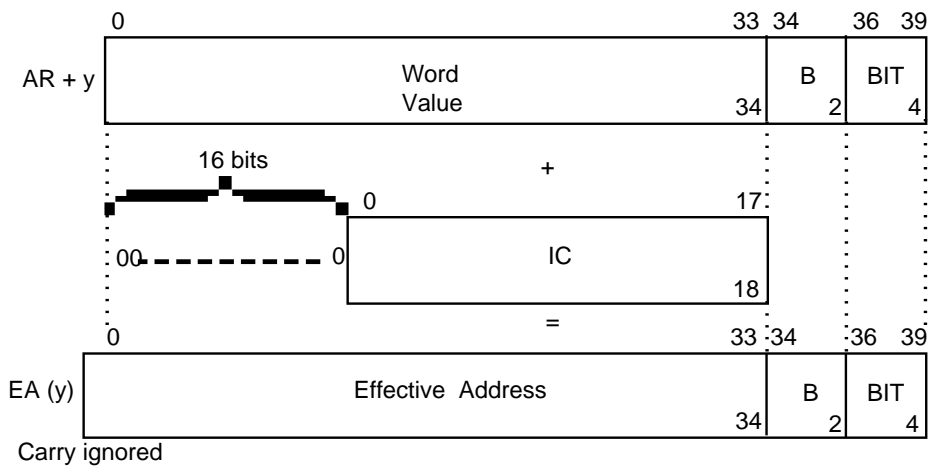 0 33 34 36 39
AR + y Word Value B BIT
34 2 4
16 bits
+
0 17
00 0 IC
18
=
0 33 34 36 39
EA (y) Effective Address B BIT
34 2 4
Carry ignored